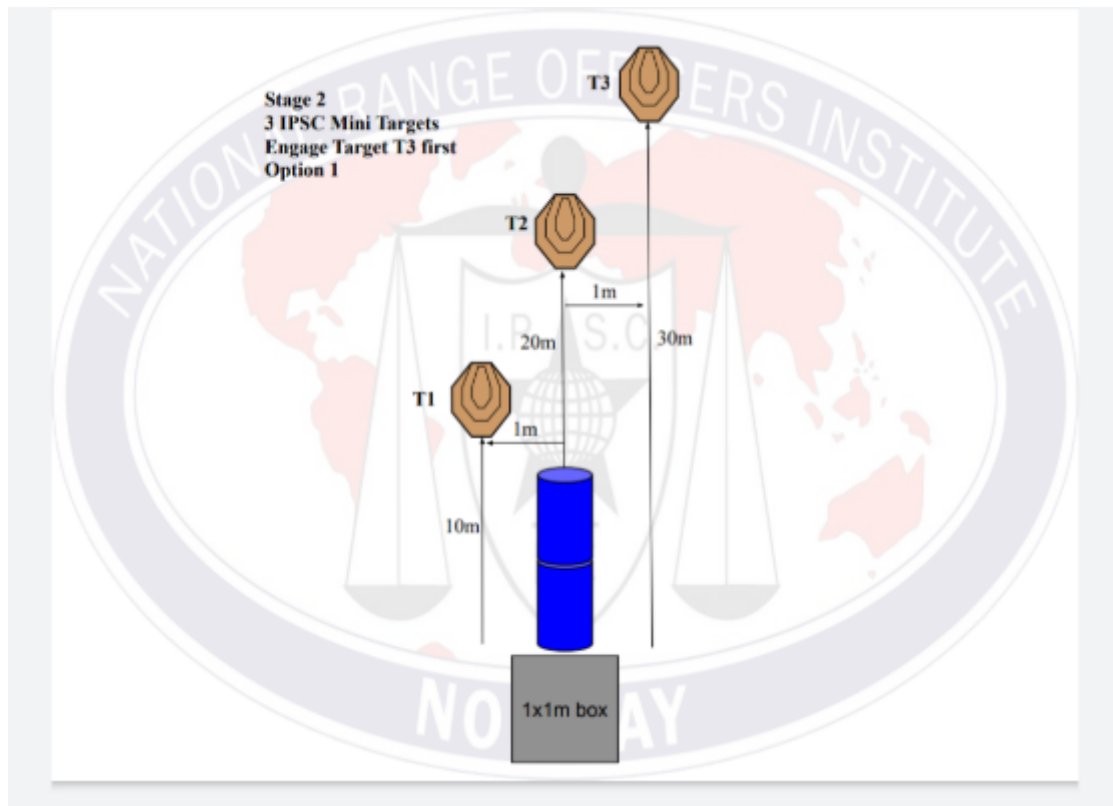 NATIONAL RANGE OFFICERS INSTITUTE
Stage 2
3 IPSC Mini Targets
Engage Target T3 first
Option 1
T3
T2
1m
I.P.S.C.
20m
30m
T1
1m
10m
1x1m box
NORWAY